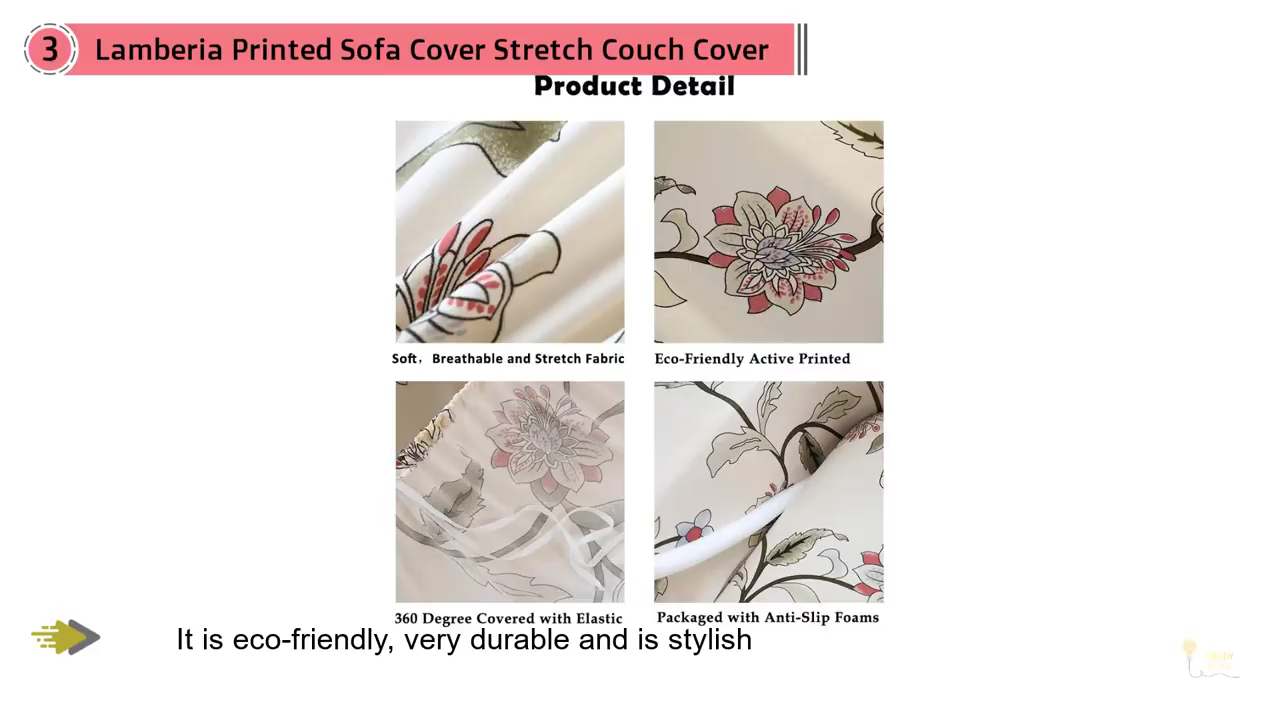 3 Lamberia Printed Sofa Cover Stretch Couch Cover
Product Detail
Soft, Breathable and Stretch Fabric
Eco-Friendly Active Printed
360 Degree Covered with Elastic
Packaged with Anti-Slip Foams
It is eco-friendly, very durable and is stylish